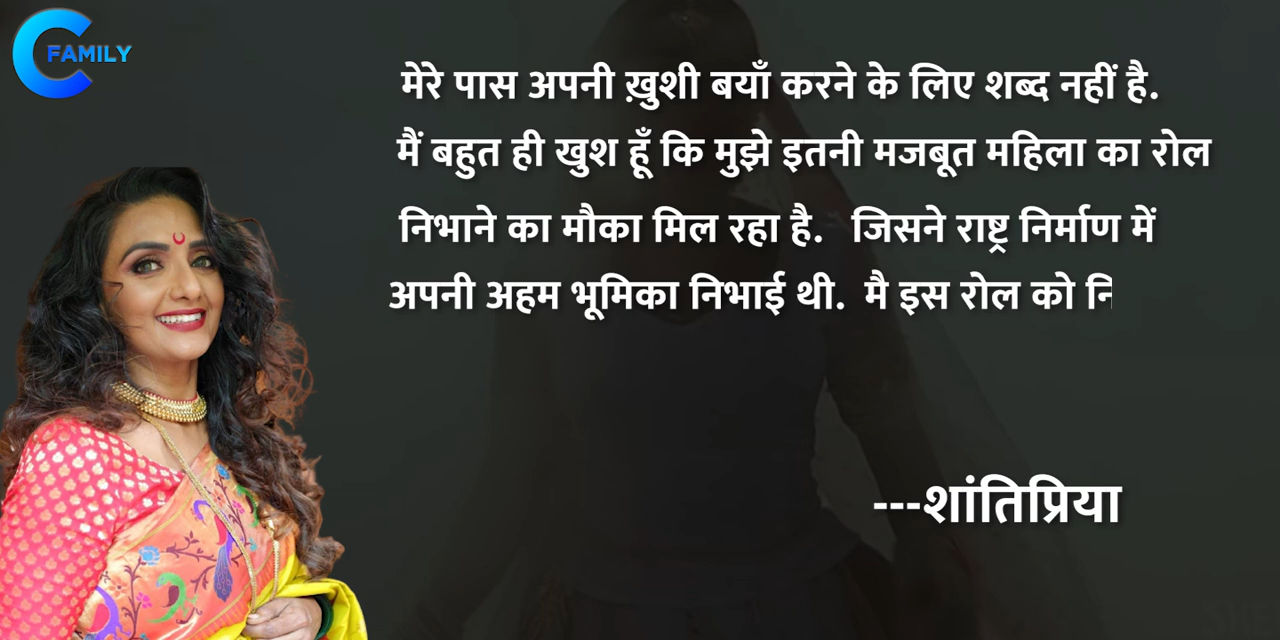 C
FAMILY
मेरे पास अपनी ख़ुशी बयाँ करने के लिए शब्द नहीं है.
मैं बहुत ही खुश हूँ कि मुझे इतनी मजबूत महिला का रोल
निभाने का मौका मिल रहा है. जिसने राष्ट्र निर्माण में
अपनी अहम भूमिका निभाई थी. मै इस रोल को
---शांतिप्रिया